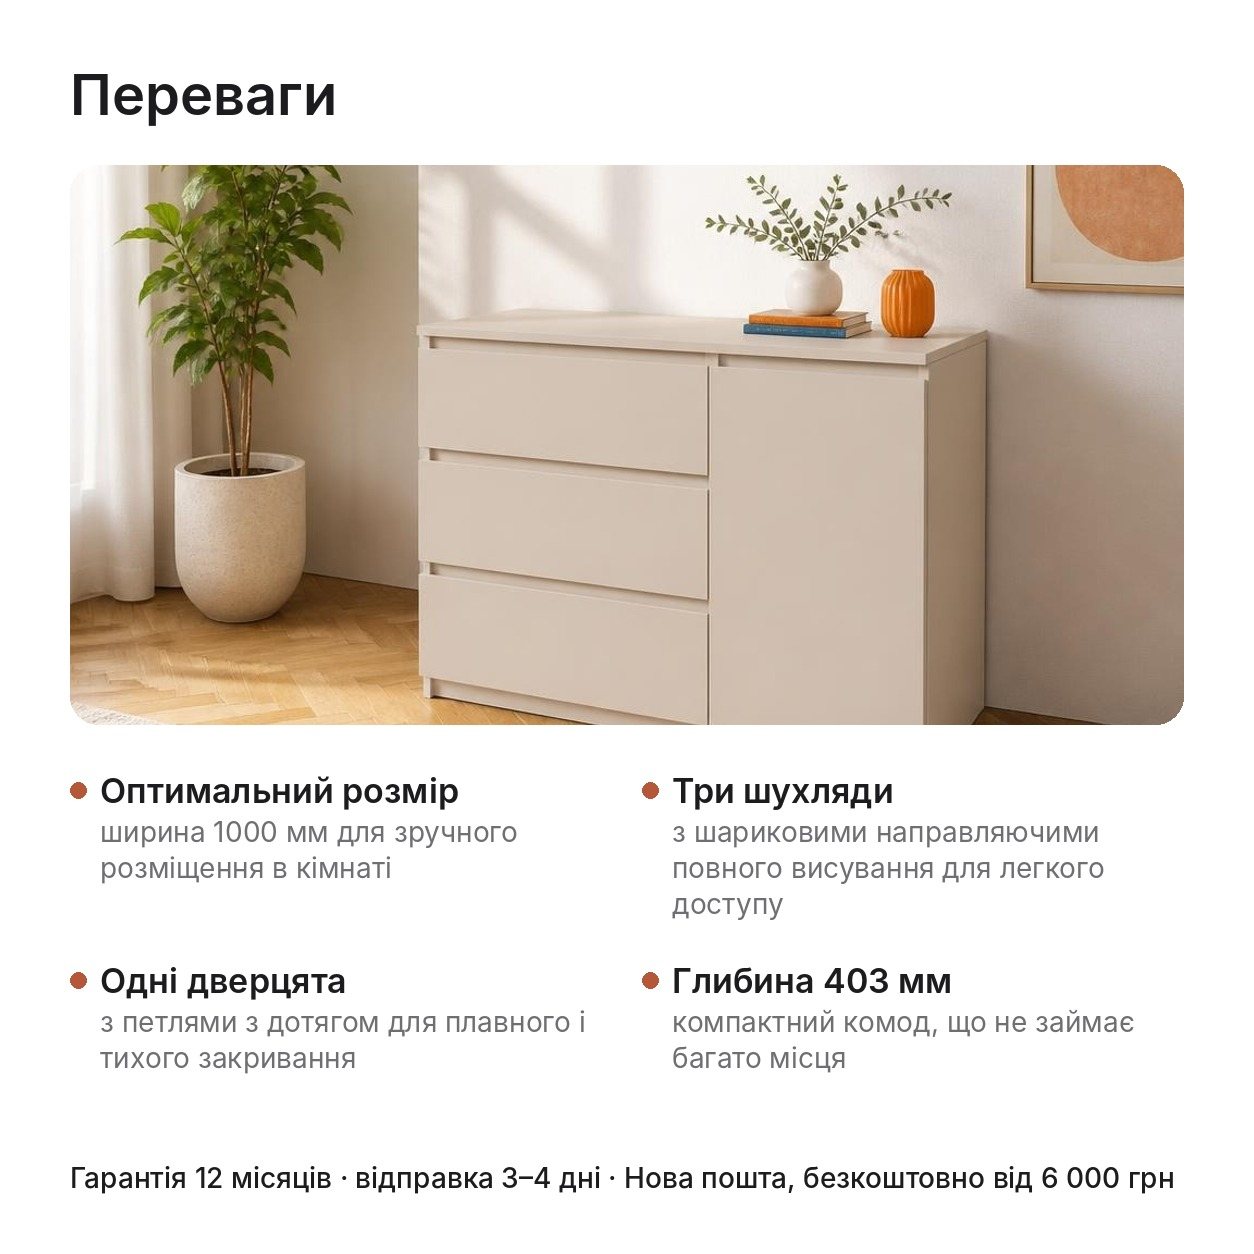 Переваги
Оптимальний розмір
ширина 1000 мм для зручного
розміщення в кімнаті
Три шухляди
з шариковими направляючими
повного висування для легкого
доступу
Одні дверцята
з петлями з дотягом для плавного і
тихого закривання
Глибина 403 мм
компактний комод, що не займає
багато місця
Гарантія 12 місяців · відправка 3–4 дні · Нова пошта, безкоштовно від 6 000 грн